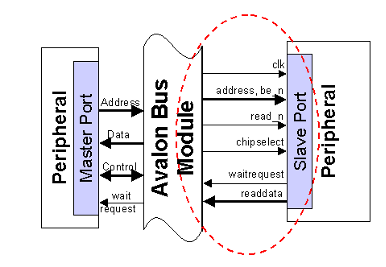 Peripheral
Master Port
Address
Data
Control
wait
request
Avalon Bus
Module
clk
address, be_n
read_n
chipselect
waitrequest
readdata
Slave Port
Peripheral